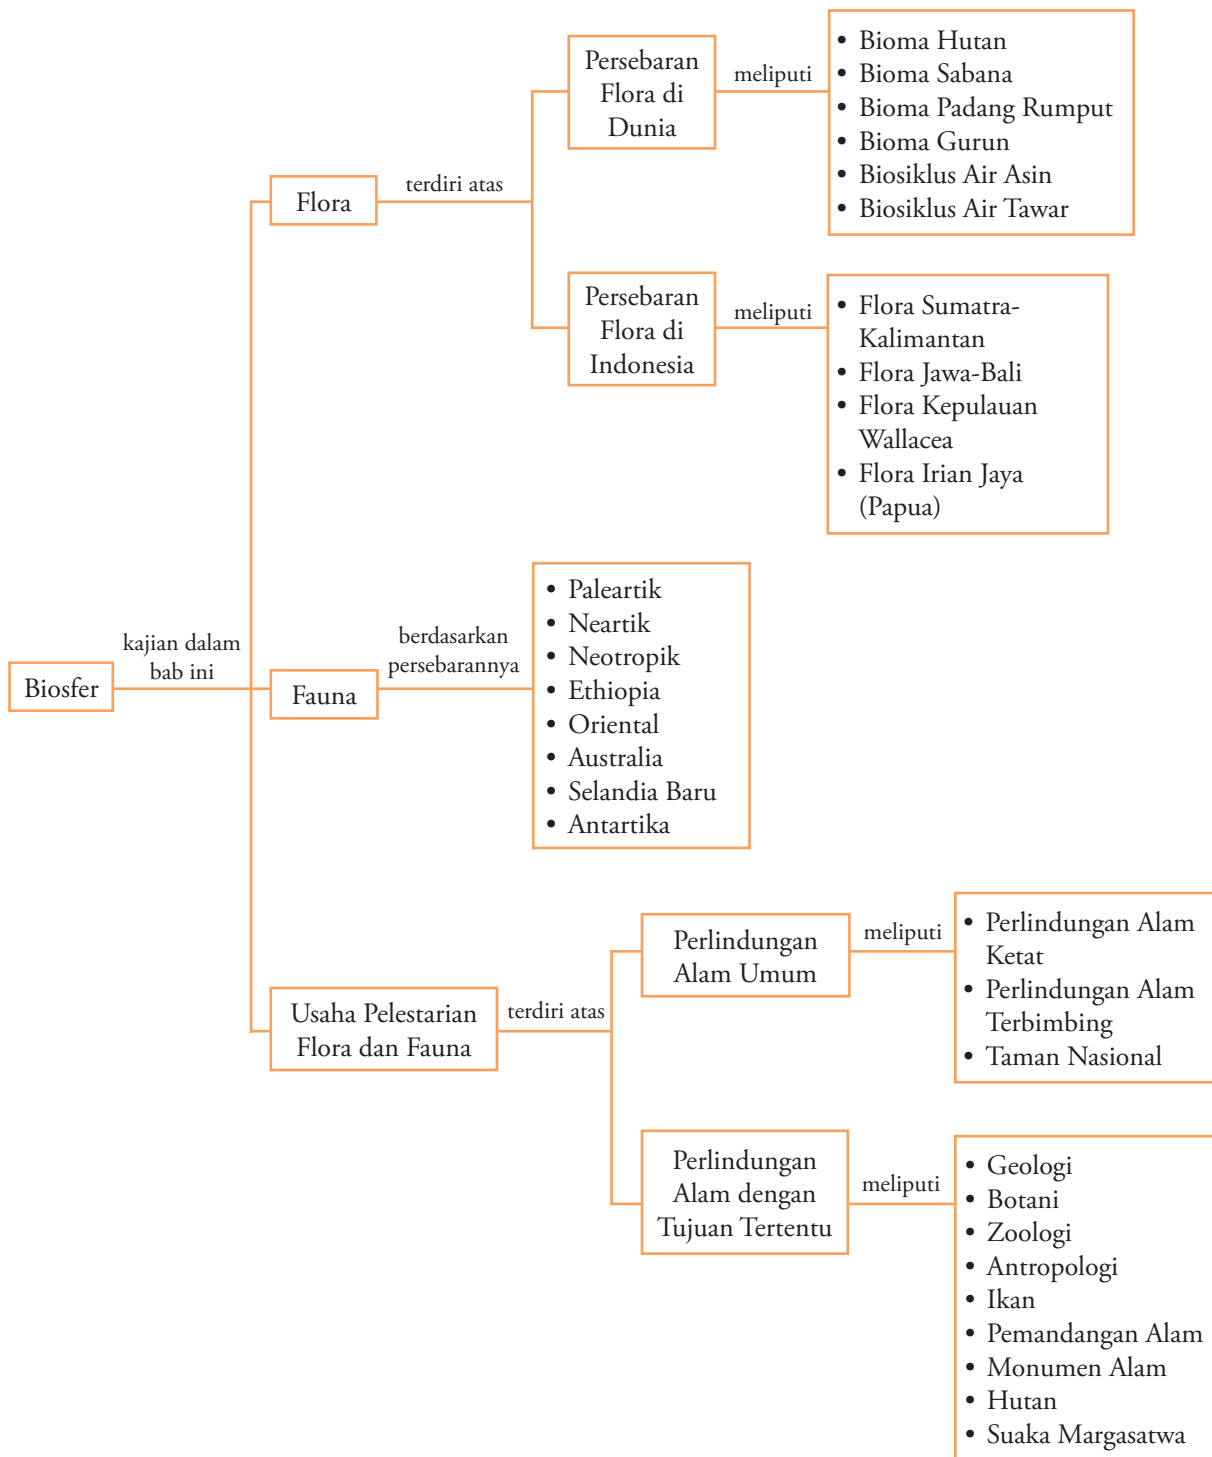 Biosfer
kajian dalam
bab ini
Flora
terdiri atas
Persebaran
Flora di
Dunia
meliputi
• Bioma Hutan
• Bioma Sabana
• Bioma Padang Rumput
• Bioma Gurun
• Biosiklus Air Asin
• Biosiklus Air Tawar
Persebaran
Flora di
Indonesia
meliputi
• Flora Sumatra-
Kalimantan
• Flora Jawa-Bali
• Flora Kepulauan
Wallacea
• Flora Irian Jaya
(Papua)
Fauna
berdasarkan
persebarannya
• Paleartik
• Neartik
• Neotropik
• Ethiopia
• Oriental
• Australia
• Selandia Baru
• Antartika
Usaha Pelestarian
Flora dan Fauna
terdiri atas
Perlindungan
Alam Umum
meliputi
• Perlindungan Alam
Ketat
• Perlindungan Alam
Terbimbing
• Taman Nasional
Perlindungan
Alam dengan
Tujuan Tertentu
meliputi
• Geologi
• Botani
• Zoologi
• Antropologi
• Ikan
• Pemandangan Alam
• Monumen Alam
• Hutan
• Suaka Margasatwa